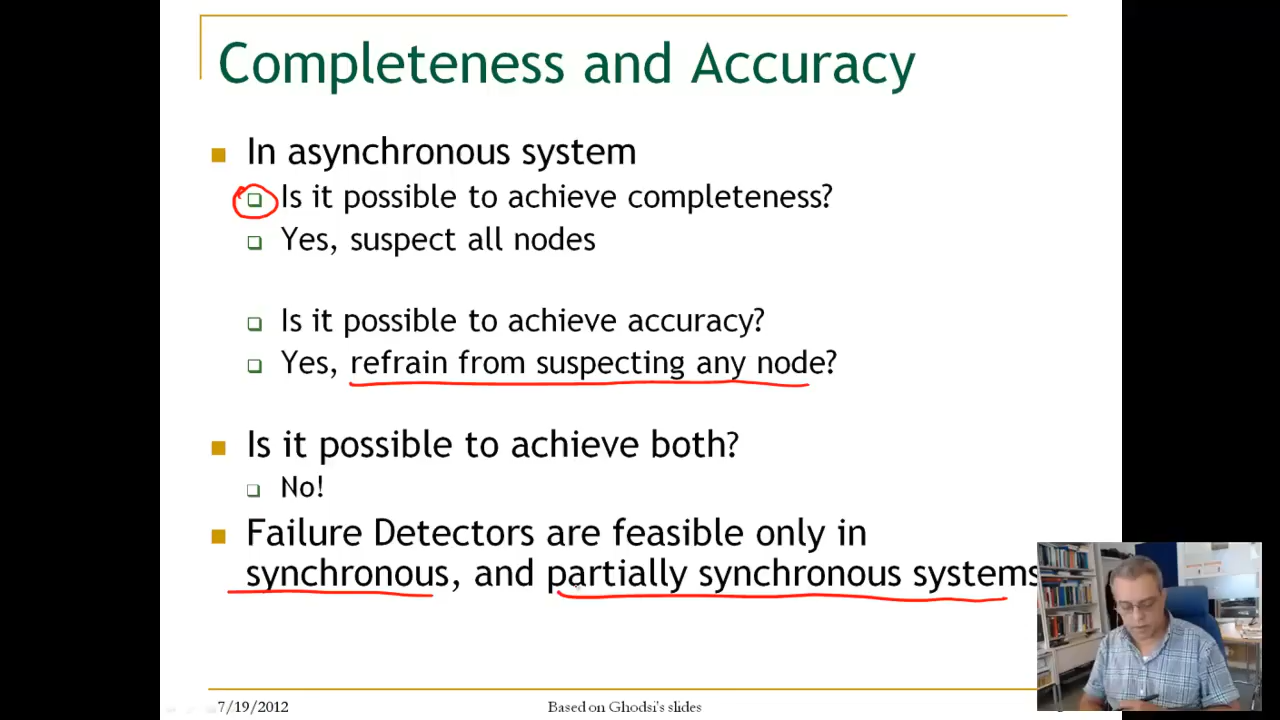 Completeness and Accuracy
In asynchronous system
Is it possible to achieve completeness?
Yes, suspect all nodes
Is it possible to achieve accuracy?
Yes, refrain from suspecting any node?
Is it possible to achieve both?
No!
Failure Detectors are feasible only in
synchronous, and partially synchronous systems
7/19/2012
Based on Ghodsi's slides